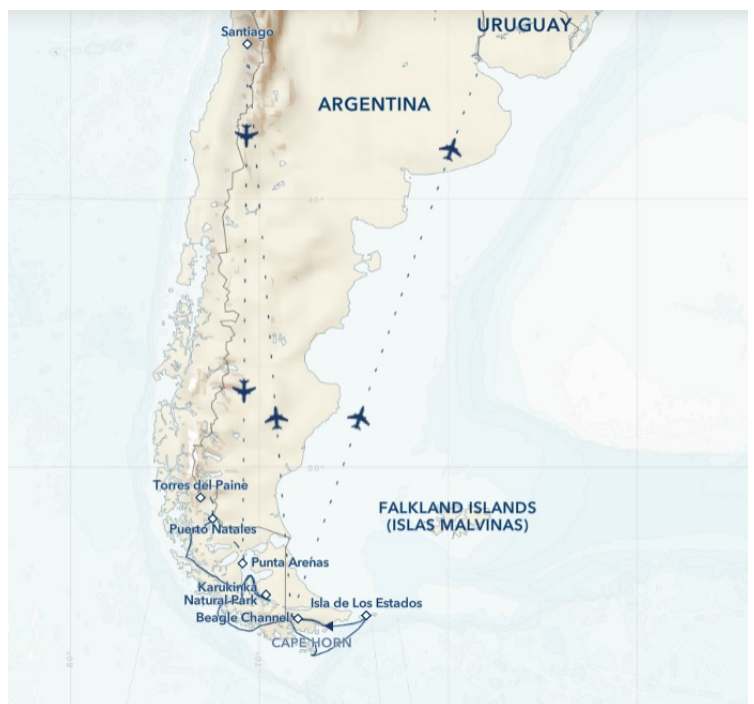 URUGUAY
Santiago
ARGENTINA
Torres del Paine
Puerto Natales
FALKLAND ISLANDS
(ISLAS MALVINAS)
Punta Arenas
Karukinka
Natural Park
Isla de Los Estados
Beagle Channel
CAPE HORN